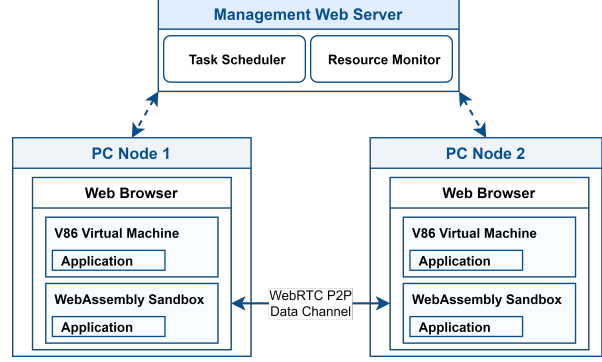 Management Web Server
Task Scheduler
Resource Monitor
PC Node 1
Web Browser
V86 Virtual Machine
Application
WebAssembly Sandbox
Application
WebRTC P2P
Data Channel
PC Node 2
Web Browser
V86 Virtual Machine
Application
WebAssembly Sandbox
Application